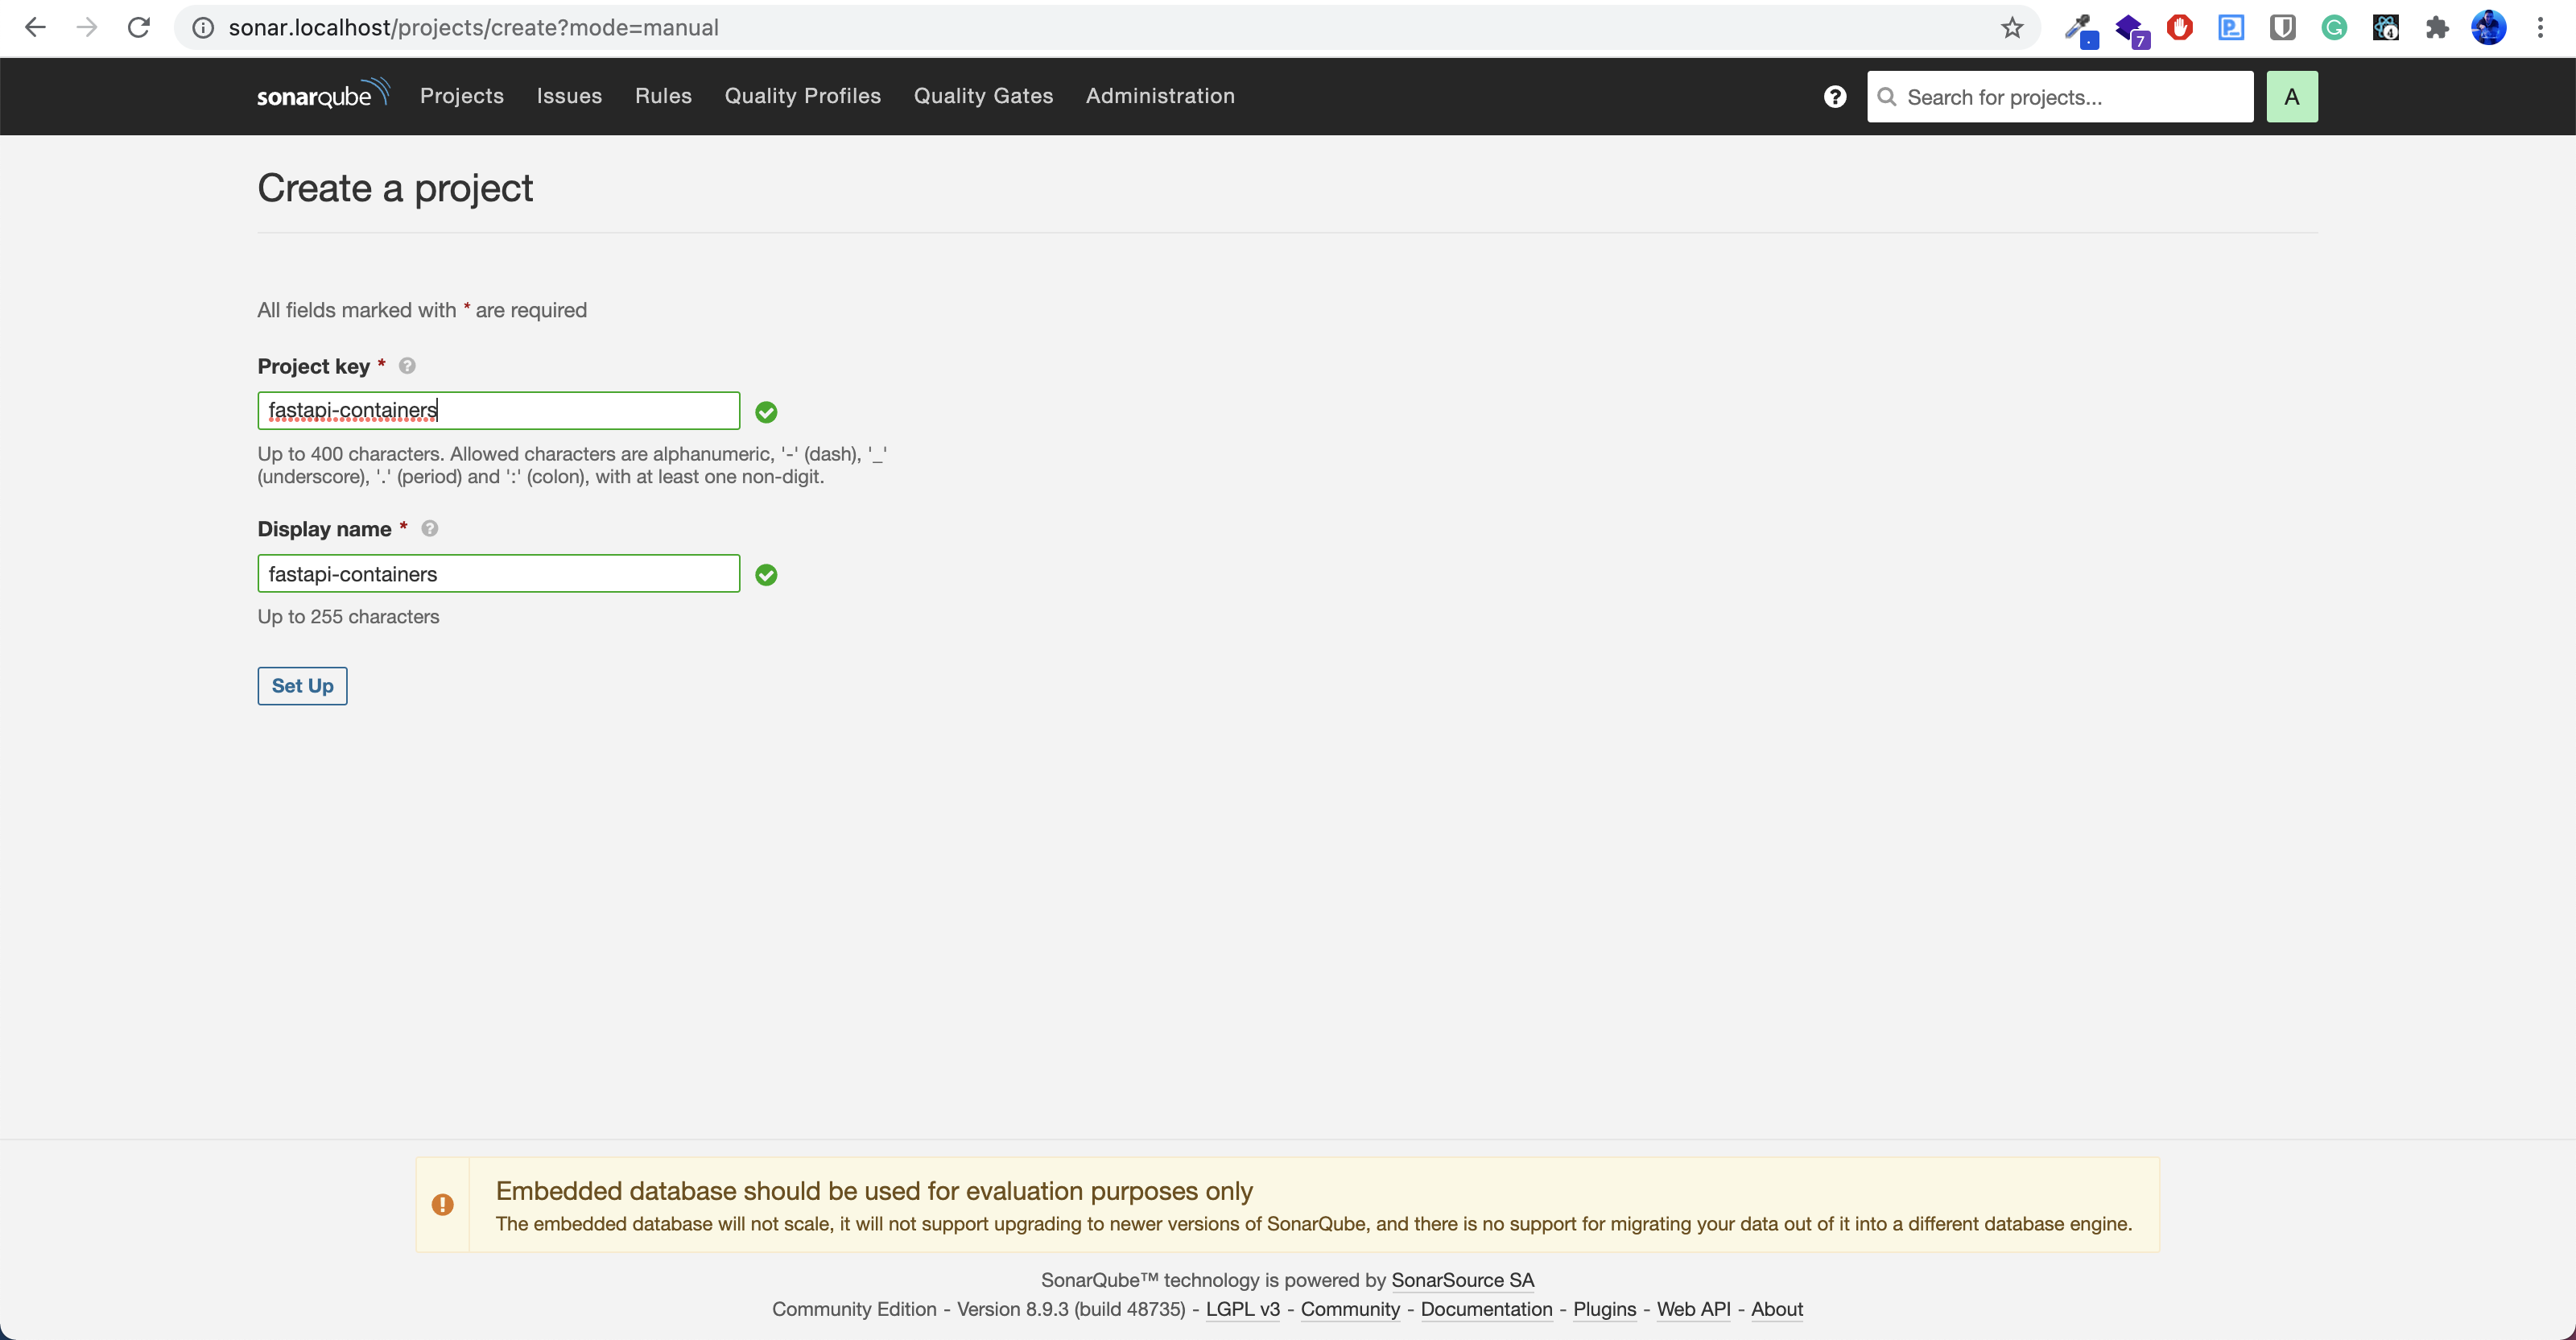 sonar.localhost/projects/create?mode=manual
7
4
sonarqube Projects Issues Rules Quality Profiles Quality Gates Administration ? Search for projects... A
Create a project
All fields marked with * are required
Project key * ?
fastapi-containers
Up to 400 characters. Allowed characters are alphanumeric, '-' (dash), '_'
(underscore), '.' (period) and ':' (colon), with at least one non-digit.
Display name * ?
fastapi-containers
Up to 255 characters
Set Up
Embedded database should be used for evaluation purposes only
The embedded database will not scale, it will not support upgrading to newer versions of SonarQube, and there is no support for migrating your data out of it into a different database engine.
SonarQube™ technology is powered by SonarSource SA
Community Edition - Version 8.9.3 (build 48735) - LGPL v3 - Community - Documentation - Plugins - Web API - About